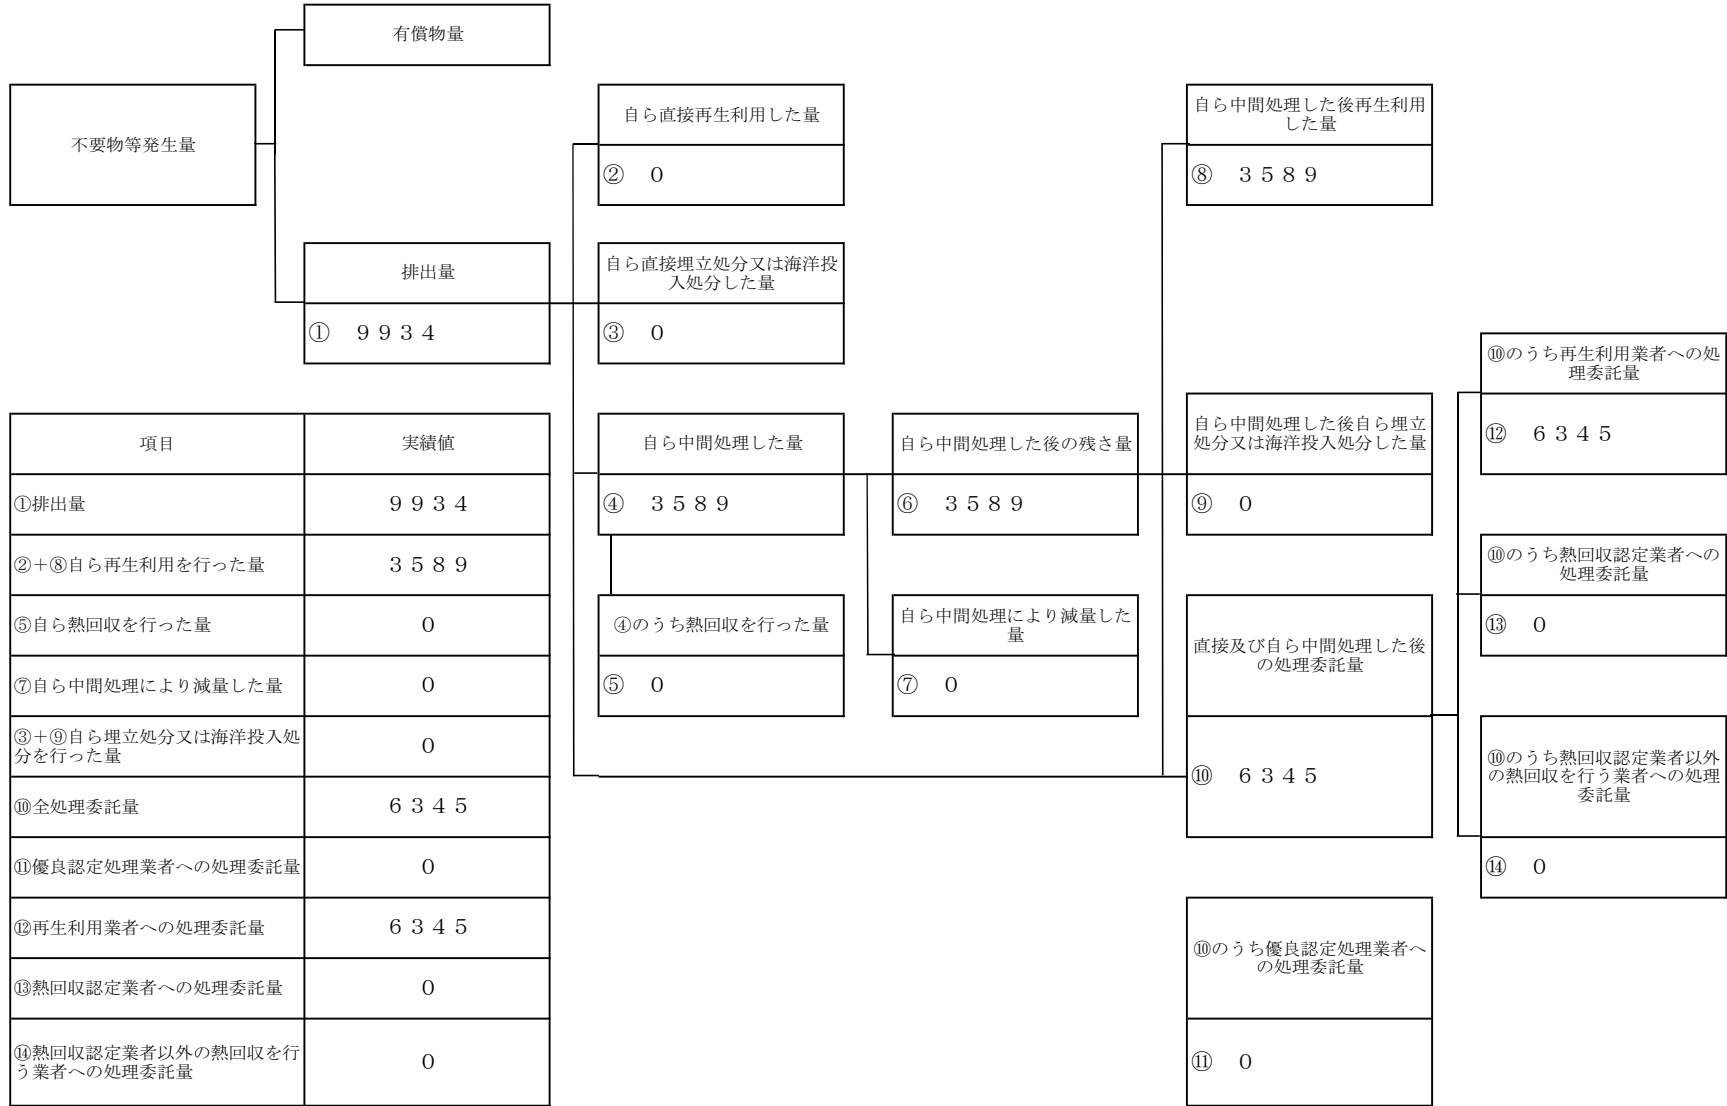 有償物量
不要物等発生量
自ら直接再生利用した量
②　０
自ら中間処理した後再生利用
した量
⑧　３５８９
排出量
①　９９３４
自ら直接埋立処分又は海洋投
入処分した量
③　０
⑩のうち再生利用業者への処
理委託量
⑫　６３４５
自ら中間処理した量
④　３５８９
自ら中間処理した後の残さ量
⑥　３５８９
自ら中間処理した後自ら埋立
処分又は海洋投入処分した量
⑨　０
⑩のうち熱回収認定業者への
処理委託量
⑬　０
④のうち熱回収を行った量
⑤　０
自ら中間処理により減量した
量
⑦　０
直接及び自ら中間処理した後
の処理委託量
⑩　６３４５
⑩のうち熱回収認定業者以外
の熱回収を行う業者への処理
委託量
⑭　０
⑩のうち優良認定処理業者へ
の処理委託量
⑪　０
項目　実績値
①排出量　９９３４
②＋⑧自ら再生利用を行った量　３５８９
⑤自ら熱回収を行った量　０
⑦自ら中間処理により減量した量　０
③＋⑨自ら埋立処分又は海洋投入処
分を行った量　０
⑩全処理委託量　６３４５
⑪優良認定処理業者への処理委託量　０
⑫再生利用業者への処理委託量　６３４５
⑬熱回収認定業者への処理委託量　０
⑭熱回収認定業者以外の熱回収を行
う業者への処理委託量　０